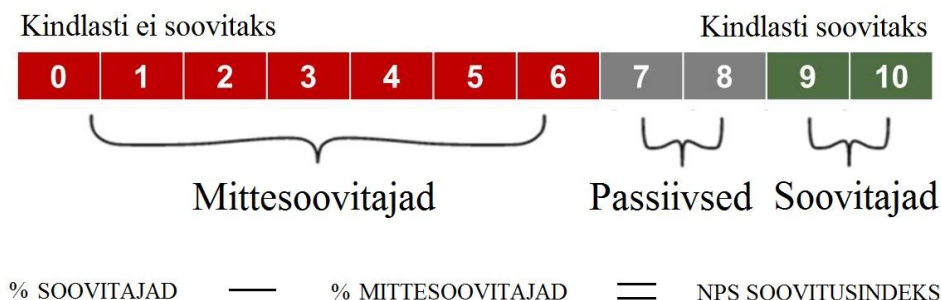 Kindlasti ei soovitaks Kindlasti soovitaks
0 1 2 3 4 5 6 7 8 9 10
Mittesoovitajad Passiivsed Soovitajad
% SOOVITAJAD — % MITTESOOVITAJAD = NPS SOOVITUSINDEKS